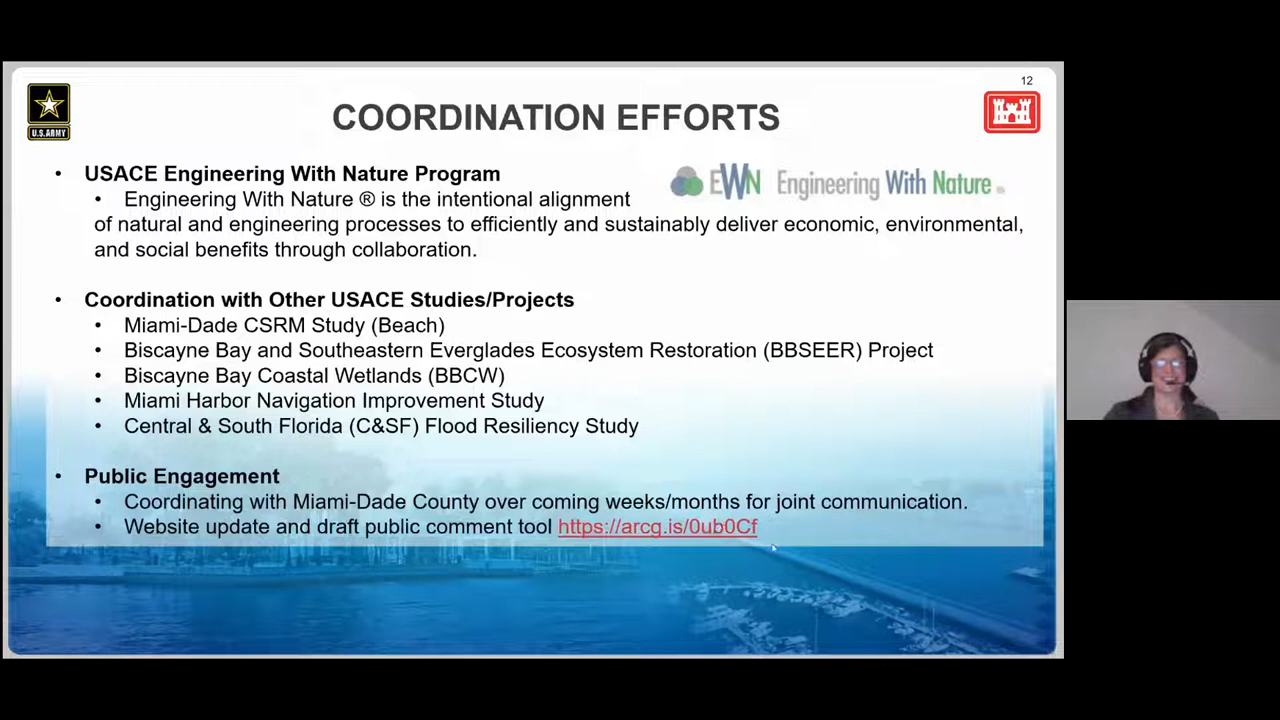 12
U.S.ARMY
COORDINATION EFFORTS
• USACE Engineering With Nature Program
EWN Engineering With Nature ®
• Engineering With Nature ® is the intentional alignment
of natural and engineering processes to efficiently and sustainably deliver economic, environmental,
and social benefits through collaboration.
• Coordination with Other USACE Studies/Projects
• Miami-Dade CSRM Study (Beach)
• Biscayne Bay and Southeastern Everglades Ecosystem Restoration (BBSEER) Project
• Biscayne Bay Coastal Wetlands (BBCW)
• Miami Harbor Navigation Improvement Study
• Central & South Florida (C&SF) Flood Resiliency Study
• Public Engagement
• Coordinating with Miami-Dade County over coming weeks/months for joint communication.
• Website update and draft public comment tool https://arcg.is/0ub0Cf